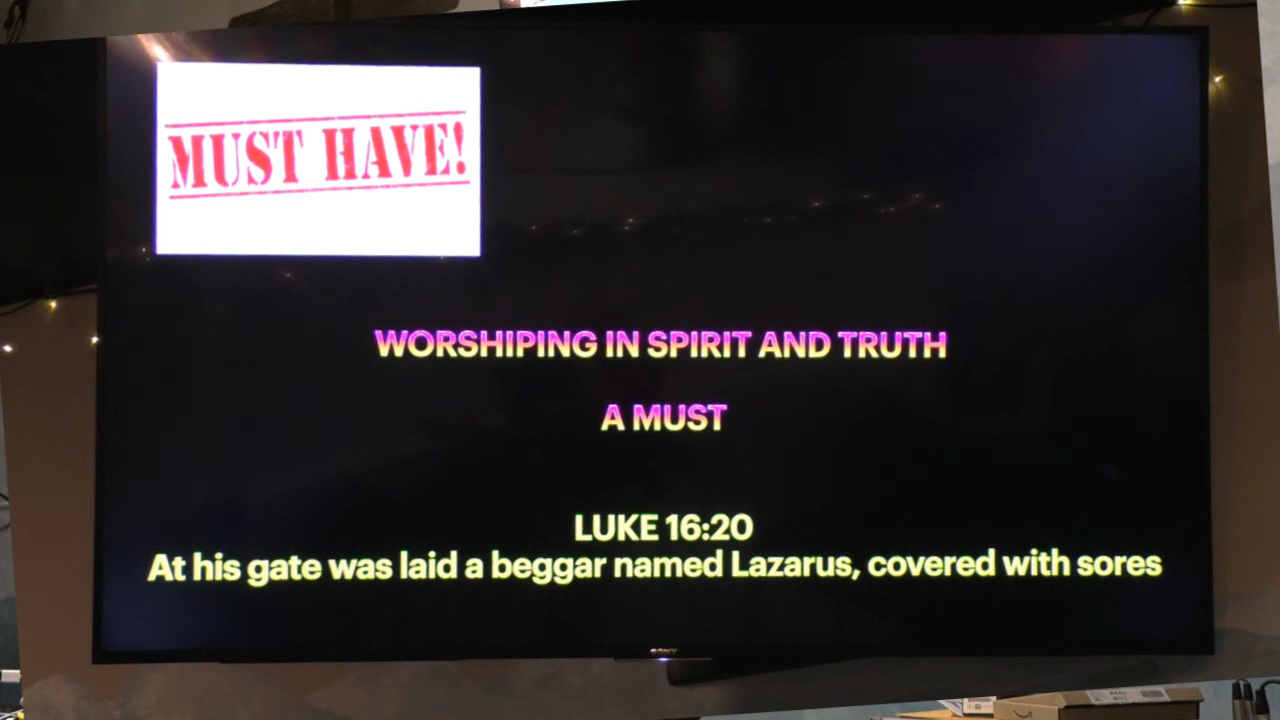 MUST HAVE!
WORSHIPING IN SPIRIT AND TRUTH
A MUST
LUKE 16:20
At his gate was laid a beggar named Lazarus, covered with sores
SONY